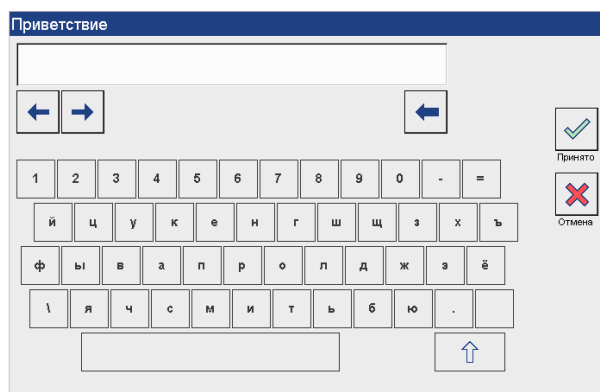 Приветствие
Принято
1 2 3 4 5 6 7 8 9 0 - =
й ц у к е н г ш щ з х ъ
Отмена
ф ы в а п р о л д ж э ё
\ я ч с м и т ь б ю .